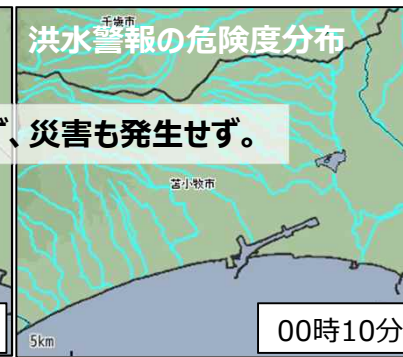 千歳市
洪水警報の危険度分布
ず、災害も発生せず。
苫小牧市
5km
00時10分